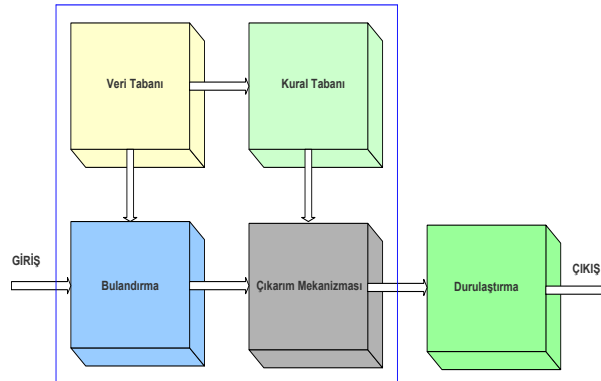 Veri Tabanı
Kural Tabanı
GİRİŞ
Bulandırma
Çıkarım Mekanizması
Durulaştırma
ÇIKIŞ